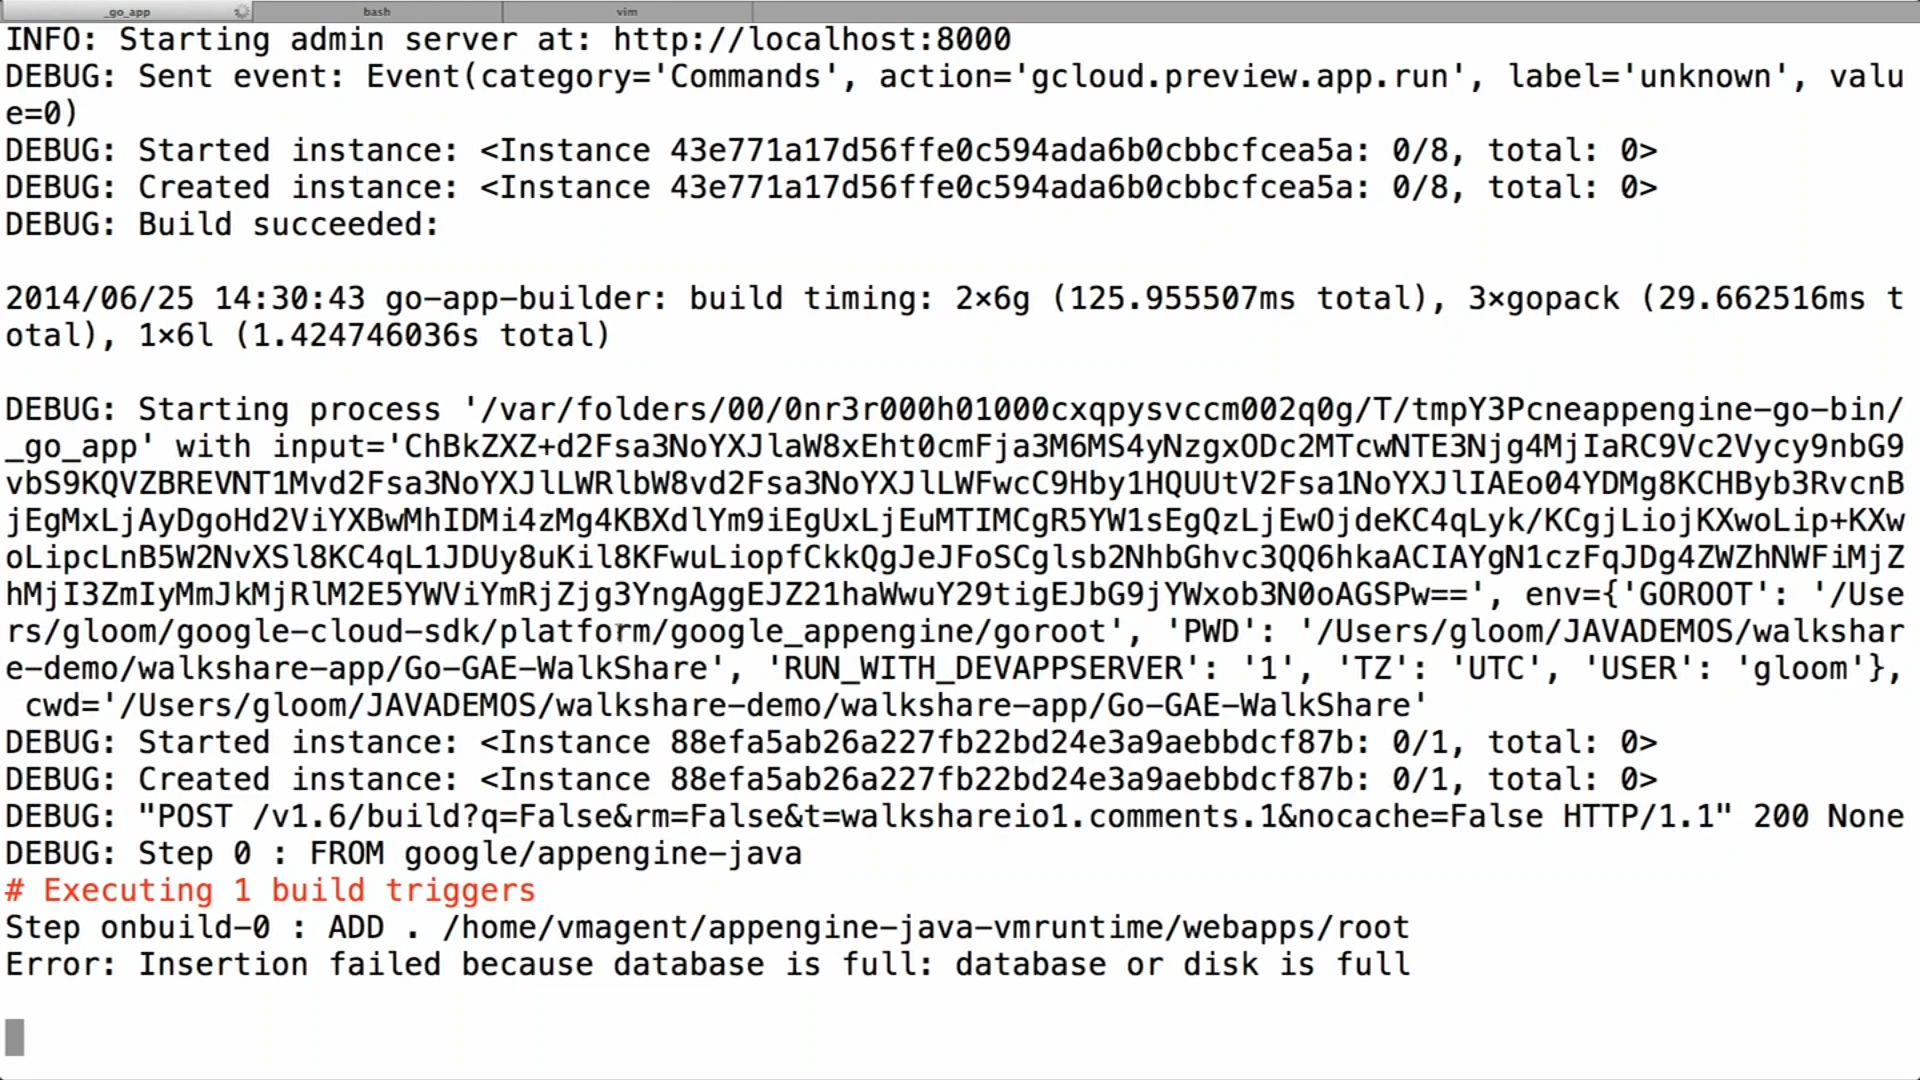 _go_app
bash
vim
INFO: Starting admin server at: http://localhost:8000
DEBUG: Sent event: Event(category='Commands', action='gcloud.preview.app.run', label='unknown', valu
e=0)
DEBUG: Started instance: <Instance 43e771a17d56ffe0c594ada6b0cbbcfcea5a: 0/8, total: 0>
DEBUG: Created instance: <Instance 43e771a17d56ffe0c594ada6b0cbbcfcea5a: 0/8, total: 0>
DEBUG: Build succeeded:
2014/06/25 14:30:43 go-app-builder: build timing: 2×6g (125.955507ms total), 3×gopack (29.662516ms t
otal), 1×6l (1.424746036s total)
DEBUG: Starting process '/var/folders/00/0nr3r000h01000cxqpysvccm002q0g/T/tmpY3Pcneappengine-go-bin/
_go_app' with input='ChBkZXZ+d2Fsa3NoYXJlaW8xEht0cmFja3M6MS4yNzgxODc2MTcwNTE3Njg4MjIaRC9Vc2Vycy9nbG9
vbS9KQVZBREVNT1Mvd2Fsa3NoYXJlLWRlbW8vd2Fsa3NoYXJlLWFwcC9Hby1HQUUtV2Fsa1NoYXJlIAEo04YDMg8KCHByb3RvcnB
jEgMxLjAyDgoHd2ViYXBwMhIDMi4zMg4KBXdlYm9iEgUxLjEuMTIMCgR5YW1sEgQzLjEwOjdeKC4qLyk/KCgjLiojKXwoLip+KXw
oLipcLnB5W2NvXSl8KC4qL1JDUy8uKil8KFwuLiopfCkkQgJeJFoSCglsb2NhbGhvc3QQ6hkaACIAYgN1czFqJDg4ZWZhNWFiMjZ
hMjI3ZmIyMmJkMjRlM2E5YWViYmRjZjg3YngAggEJZ21haWwuY29tigEJbG9jYWxob3N0oAGSPw==', env={'GOROOT': '/Use
rs/gloom/google-cloud-sdk/platform/google_appengine/goroot', 'PWD': '/Users/gloom/JAVADEMOS/walkshar
e-demo/walkshare-app/Go-GAE-WalkShare', 'RUN_WITH_DEVAPPSERVER': '1', 'TZ': 'UTC', 'USER': 'gloom'},
 cwd='/Users/gloom/JAVADEMOS/walkshare-demo/walkshare-app/Go-GAE-WalkShare'
DEBUG: Started instance: <Instance 88efa5ab26a227fb22bd24e3a9aebbdcf87b: 0/1, total: 0>
DEBUG: Created instance: <Instance 88efa5ab26a227fb22bd24e3a9aebbdcf87b: 0/1, total: 0>
DEBUG: "POST /v1.6/build?q=False&rm=False&t=walkshareio1.comments.1&nocache=False HTTP/1.1" 200 None
DEBUG: Step 0 : FROM google/appengine-java
# Executing 1 build triggers
Step onbuild-0 : ADD . /home/vmagent/appengine-java-vmruntime/webapps/root
Error: Insertion failed because database is full: database or disk is full